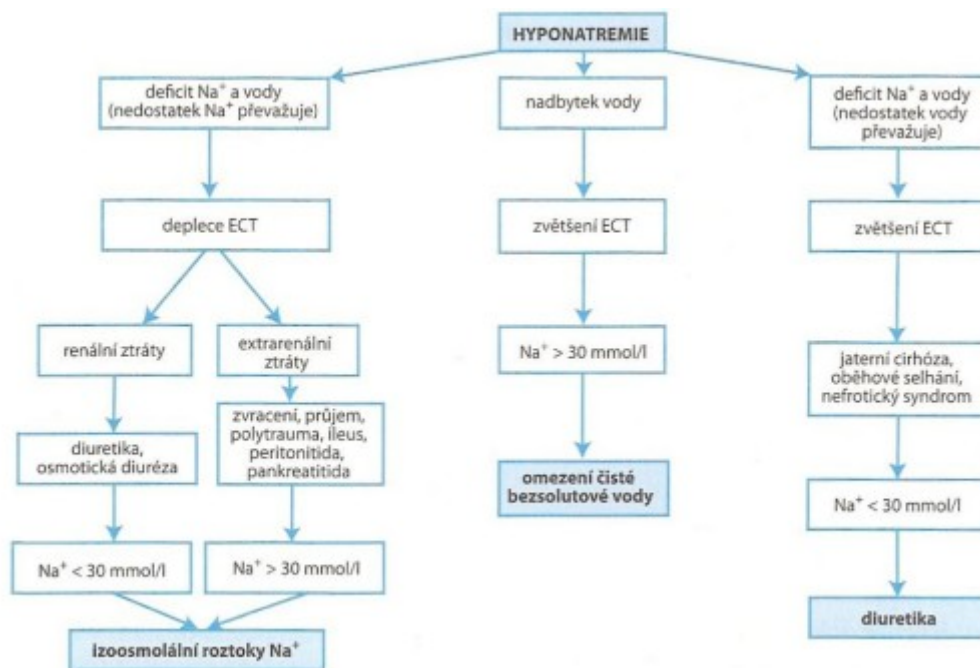 HYPONATREMIE
deficit Na⁺ a vody
(nedostatek Na⁺ převažuje)
nadbytek vody
deficit Na⁺ a vody
(nedostatek vody
převažuje)
deplece ECT
zvětšení ECT
zvětšení ECT
renální ztráty
extrarenální
ztráty
Na⁺ > 30 mmol/l
jaterní cirhóza,
oběhové selhání,
nefrotický syndrom
diuretika,
osmotická diuréza
zvracení, průjem,
polytrauma, ileus,
peritonitida,
pankreatitida
omezení čisté
bezsolutové vody
Na⁺ < 30 mmol/l
Na⁺ < 30 mmol/l
Na⁺ > 30 mmol/l
izoosmolální roztoky Na⁺
diuretika